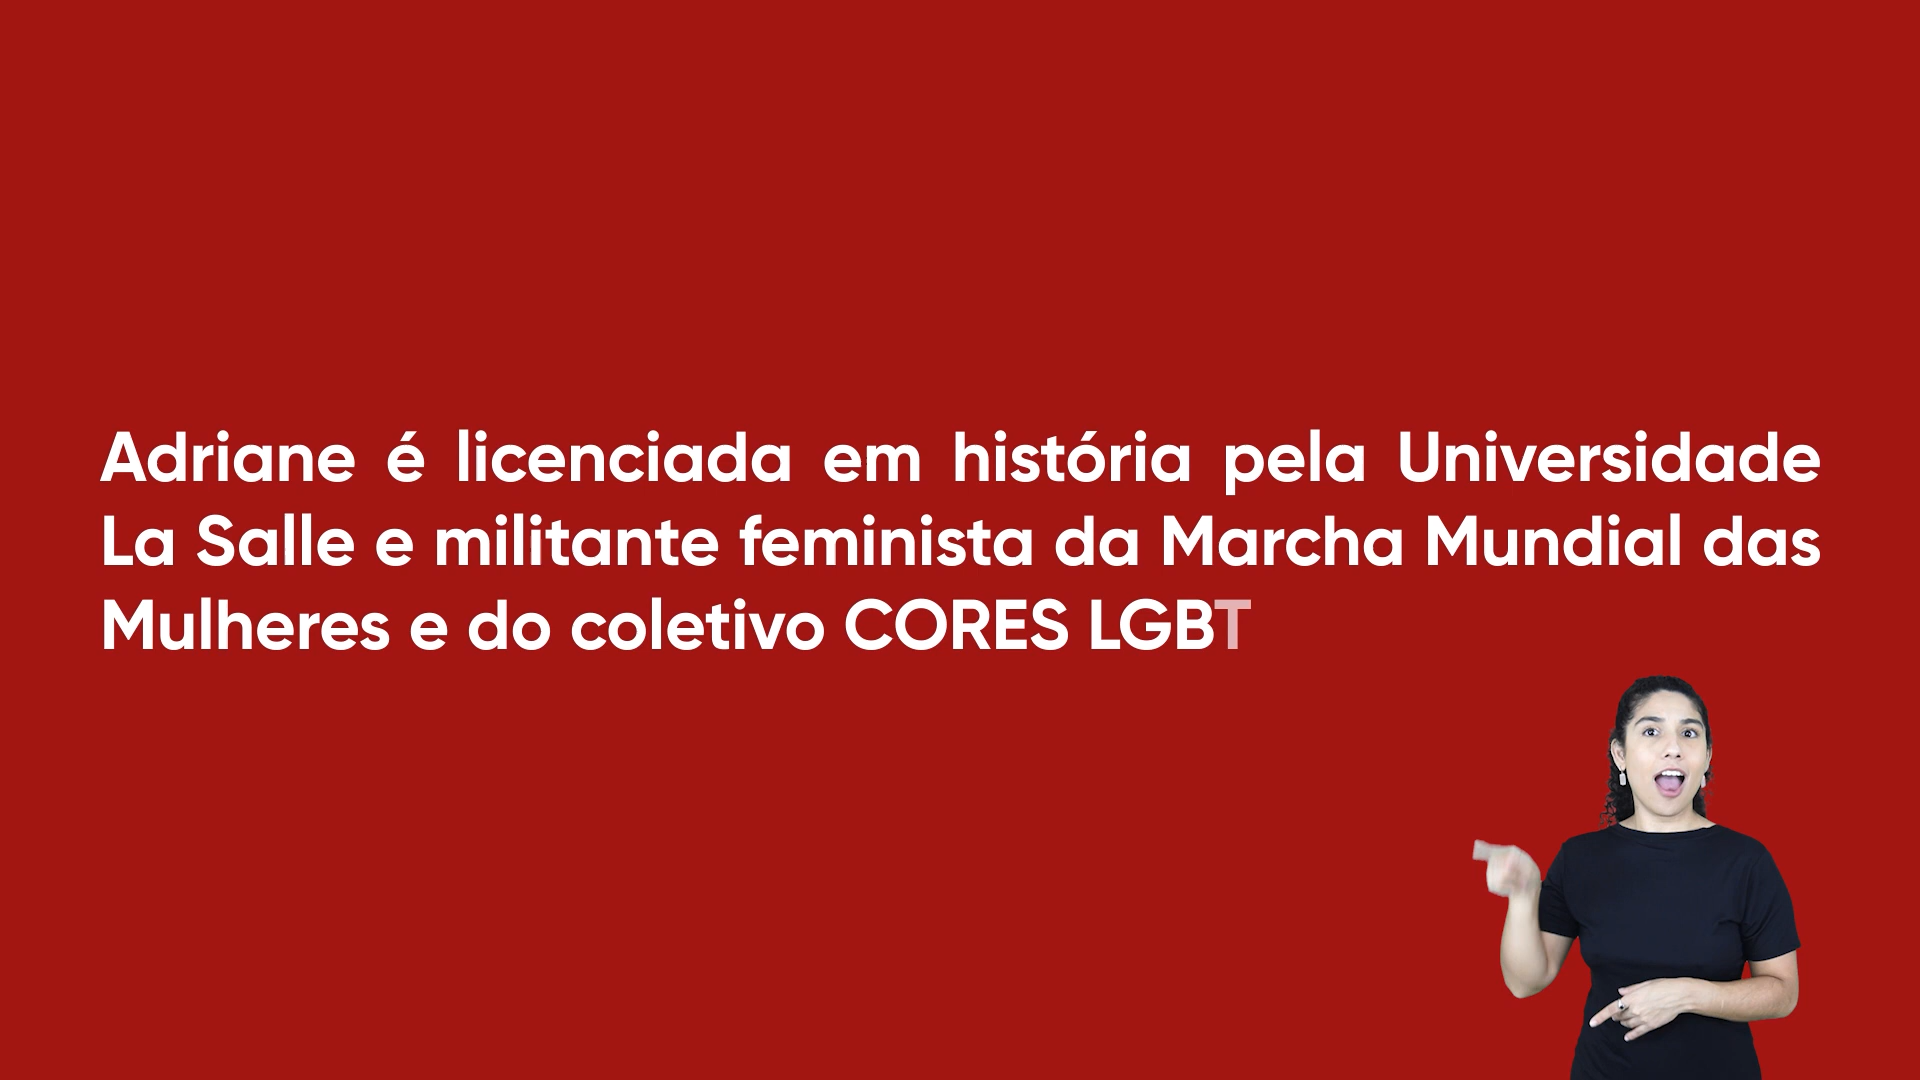 Adriane é licenciada em história pela Universidade
La Salle e militante feminista da Marcha Mundial das
Mulheres e do coletivo CORES LGBT